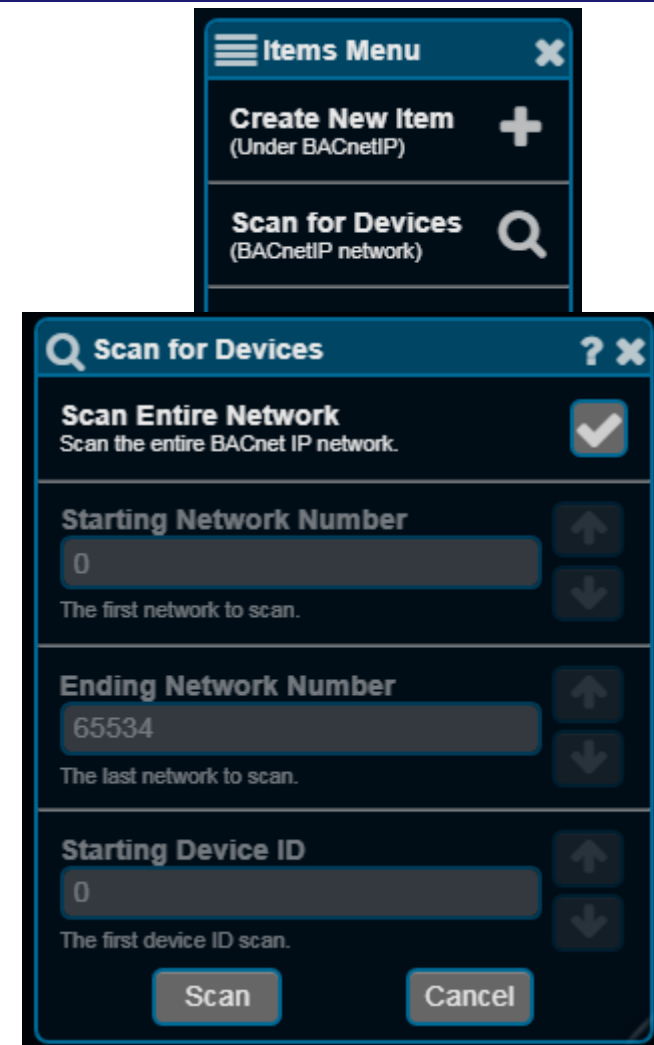 Items Menu
Create New Item
(Under BACnetIP)
Scan for Devices
(BACnetIP network)
Scan for Devices
?
Scan Entire Network
Scan the entire BACnet IP network.
Starting Network Number
0
The first network to scan.
Ending Network Number
65534
The last network to scan.
Starting Device ID
0
The first device ID scan.
Scan Cancel